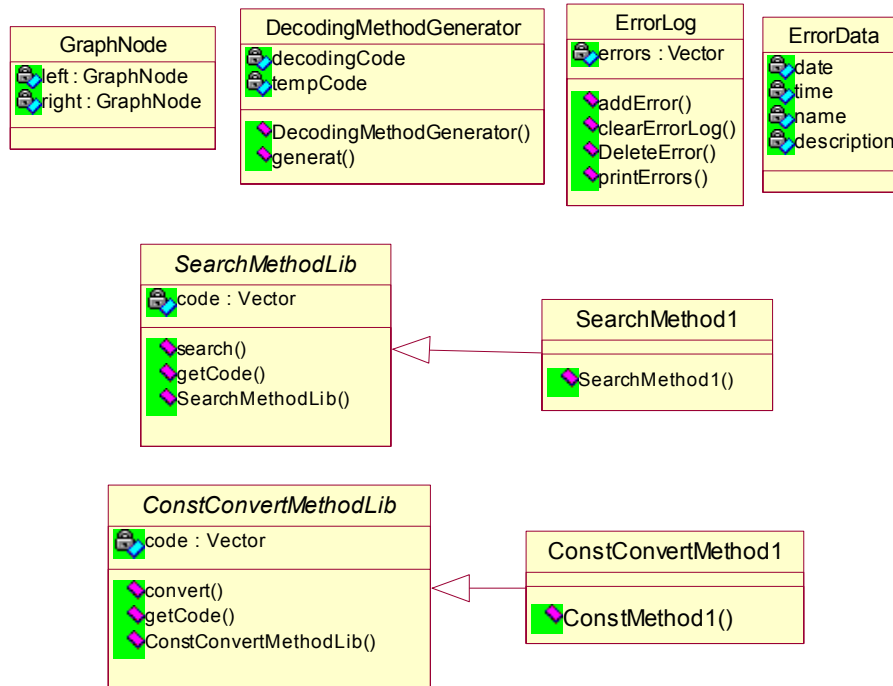 GraphNode
left : GraphNode
right : GraphNode
DecodingMethodGenerator
decodingCode
tempCode
DecodingMethodGenerator()
generat()
ErrorLog
errors : Vector
addError()
clearErrorLog()
DeleteError()
printErrors()
ErrorData
date
time
name
description
SearchMethodLib
code : Vector
search()
getCode()
SearchMethodLib()
SearchMethod1
SearchMethod1()
ConstConvertMethodLib
code : Vector
convert()
getCode()
ConstConvertMethodLib()
ConstConvertMethod1
ConstMethod1()